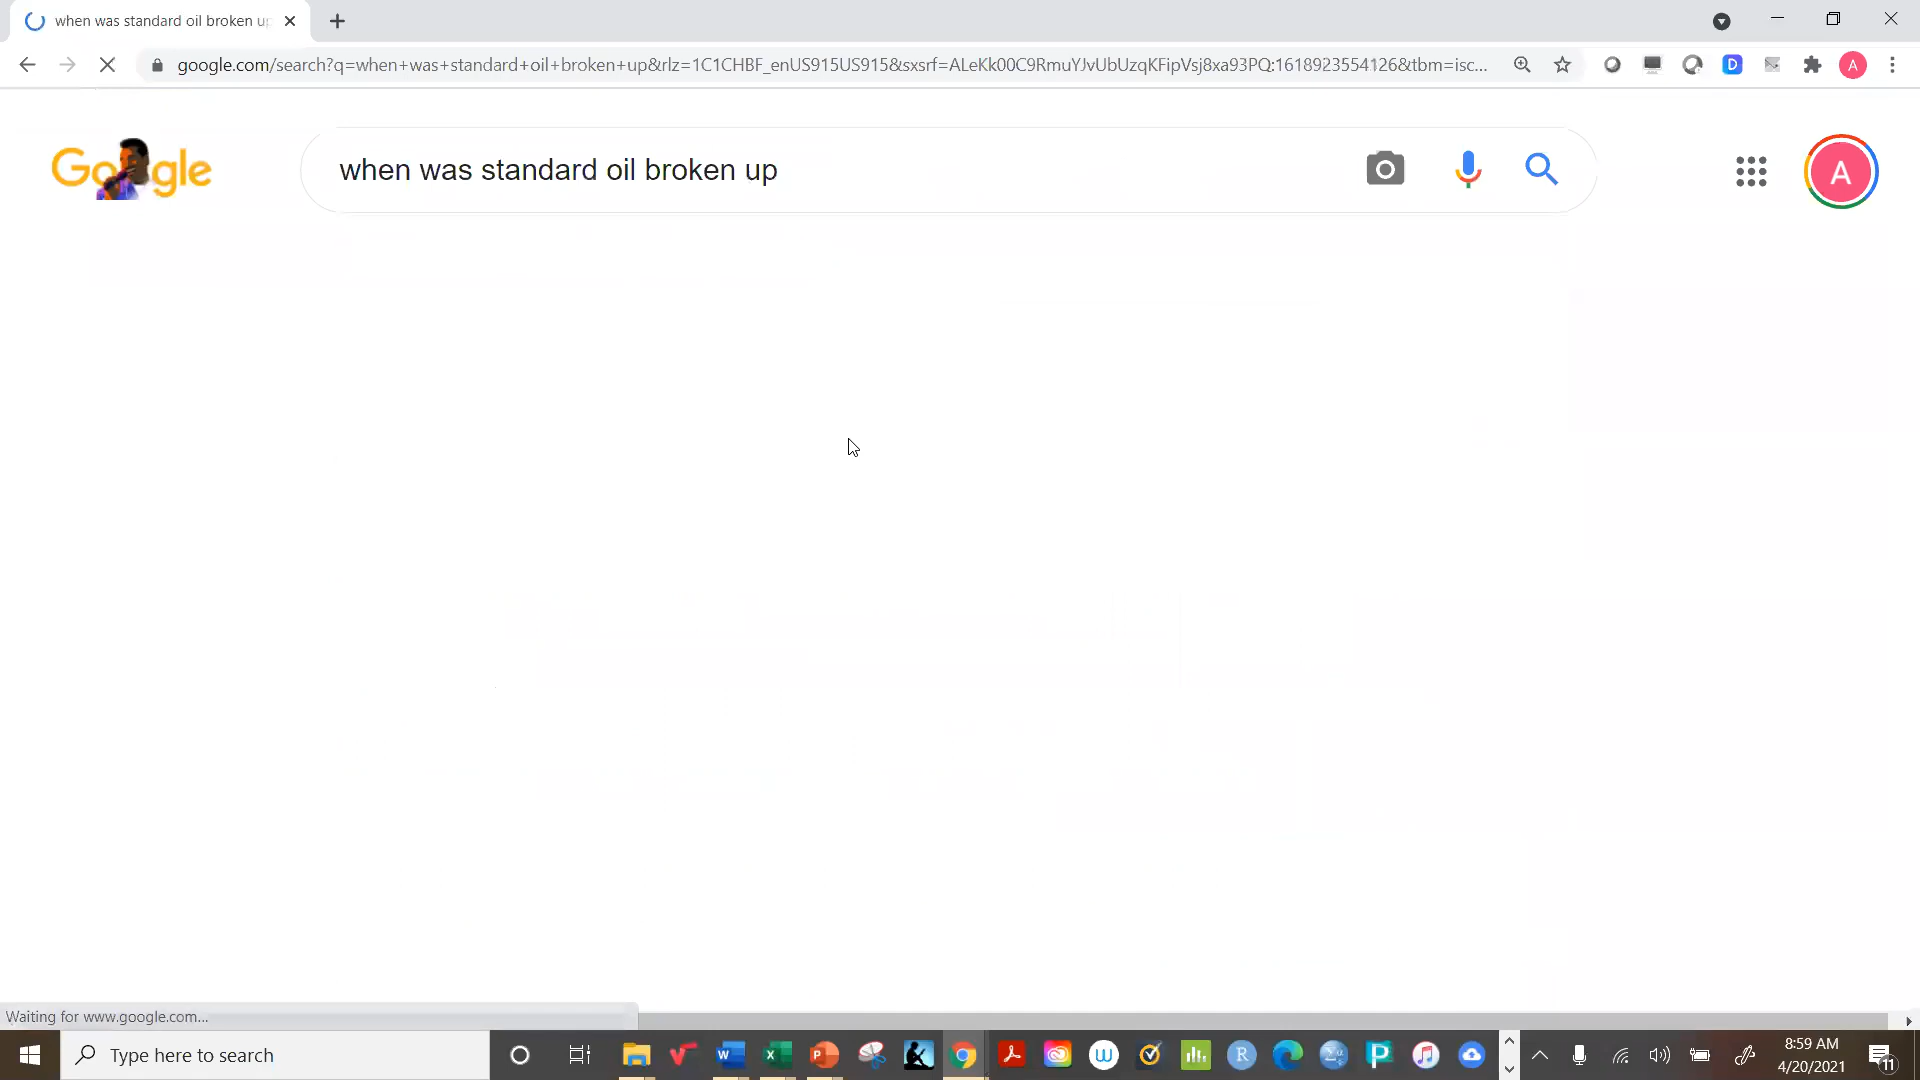 when was standard oil broken up
google.com/search?q=when+was+standard+oil+broken+up&rlz=1C1CHBF_enUS915US915&sxsrf=ALeKk00C9RmuYJvUbUzqKFipVsj8xa93PQ:1618923554126&tbm=isc...
D
A
Google
when was standard oil broken up
A
Waiting for www.google.com...
Type here to search
8:59 AM
4/20/2021
11